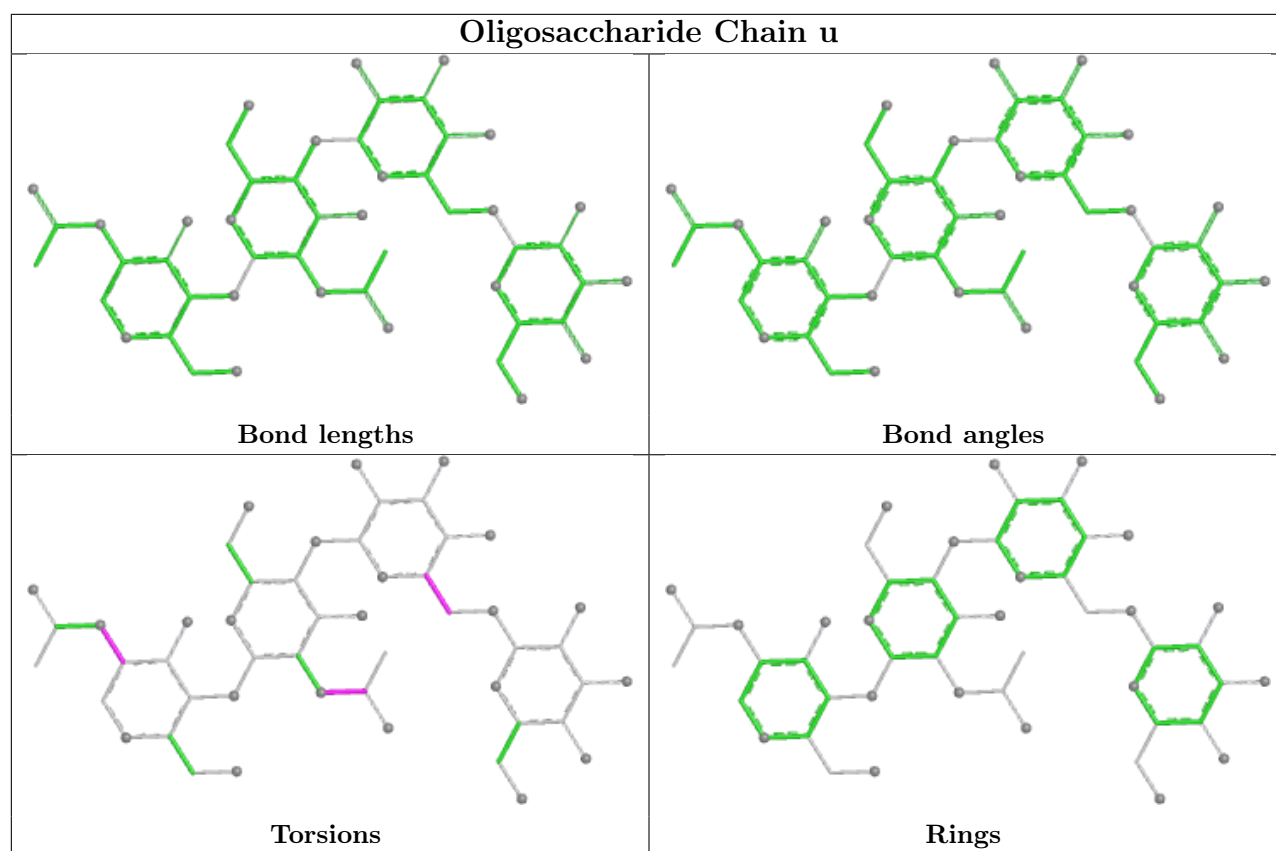 Oligosaccharide Chain u
Bond lengths
Bond angles
Torsions
Rings